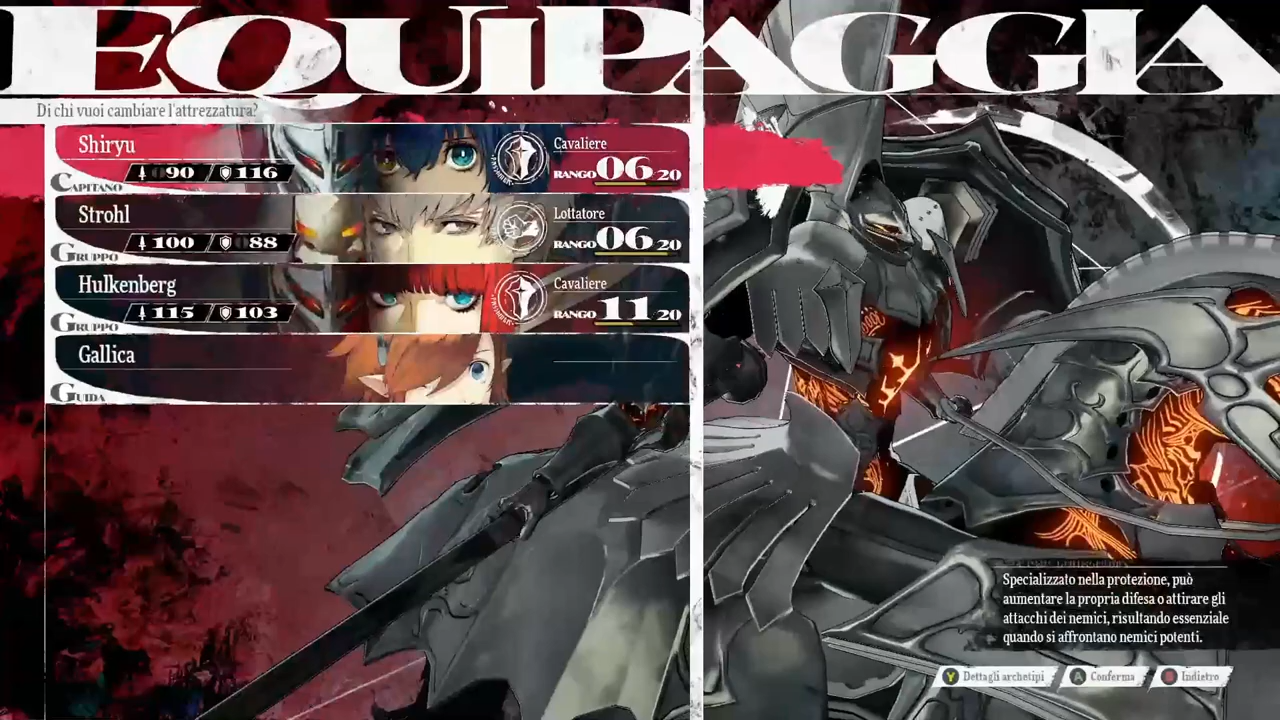 EQUIPAGGIA
Di chi vuoi cambiare l'attrezzatura?
Shiryu
090 116
CAPITANO
Cavaliere
RANGO 06 20
Strohl
100 088
GRUPPO
Lottatore
RANGO 06 20
Hulkenberg
115 103
GRUPPO
Cavaliere
RANGO 11 20
Gallica
GUIDA
Specializzato nella protezione, può
aumentare la propria difesa o attirare gli
attacchi dei nemici, risultando essenziale
quando si affrontano nemici potenti.
Y Dettagli archetipi A Conferma B Indietro